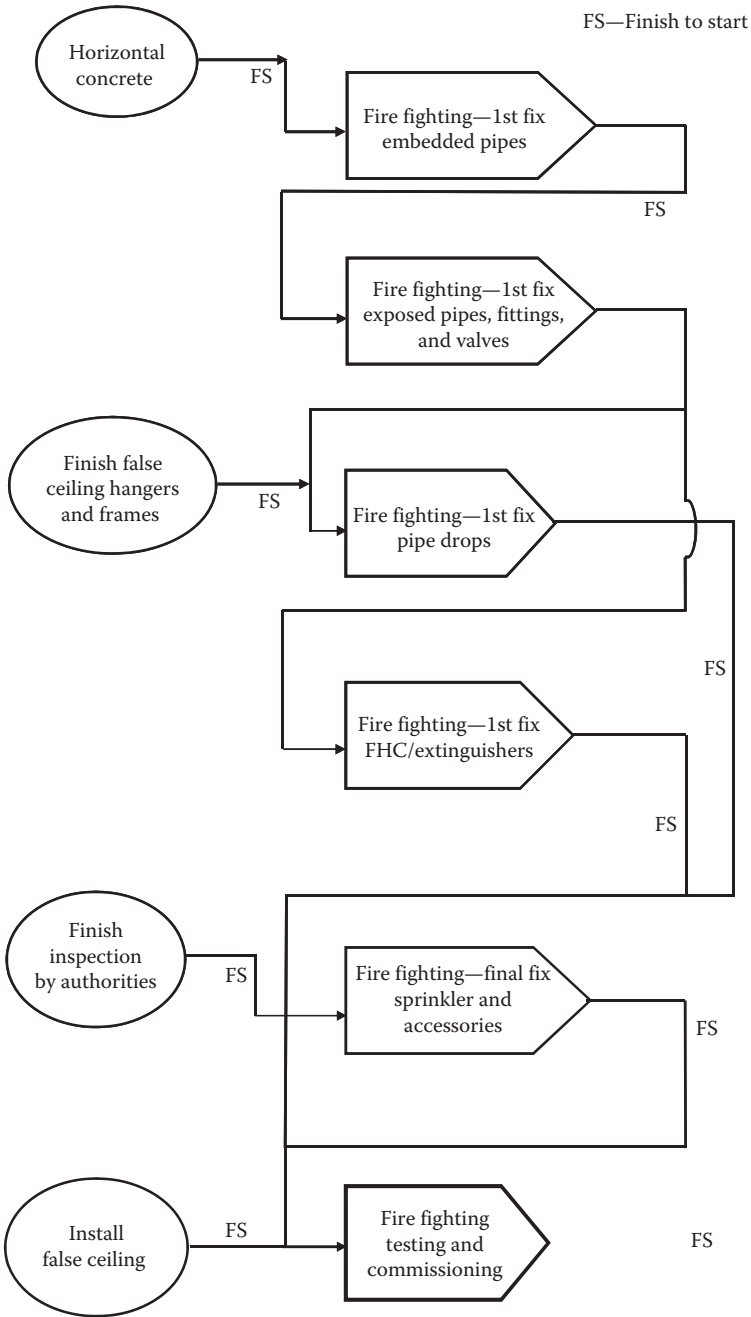 FS—Finish to start
Horizontal
concrete
FS
Fire fighting—1st fix
embedded pipes
FS
Fire fighting—1st fix
exposed pipes, fittings,
and valves
Finish false
ceiling hangers
and frames
FS
Fire fighting—1st fix
pipe drops
FS
Fire fighting—1st fix
FHC/extinguishers
FS
Finish
inspection
by authorities
FS
Fire fighting—final fix
sprinkler and
accessories
FS
Install
false ceiling
FS
Fire fighting
testing and
commissioning
FS